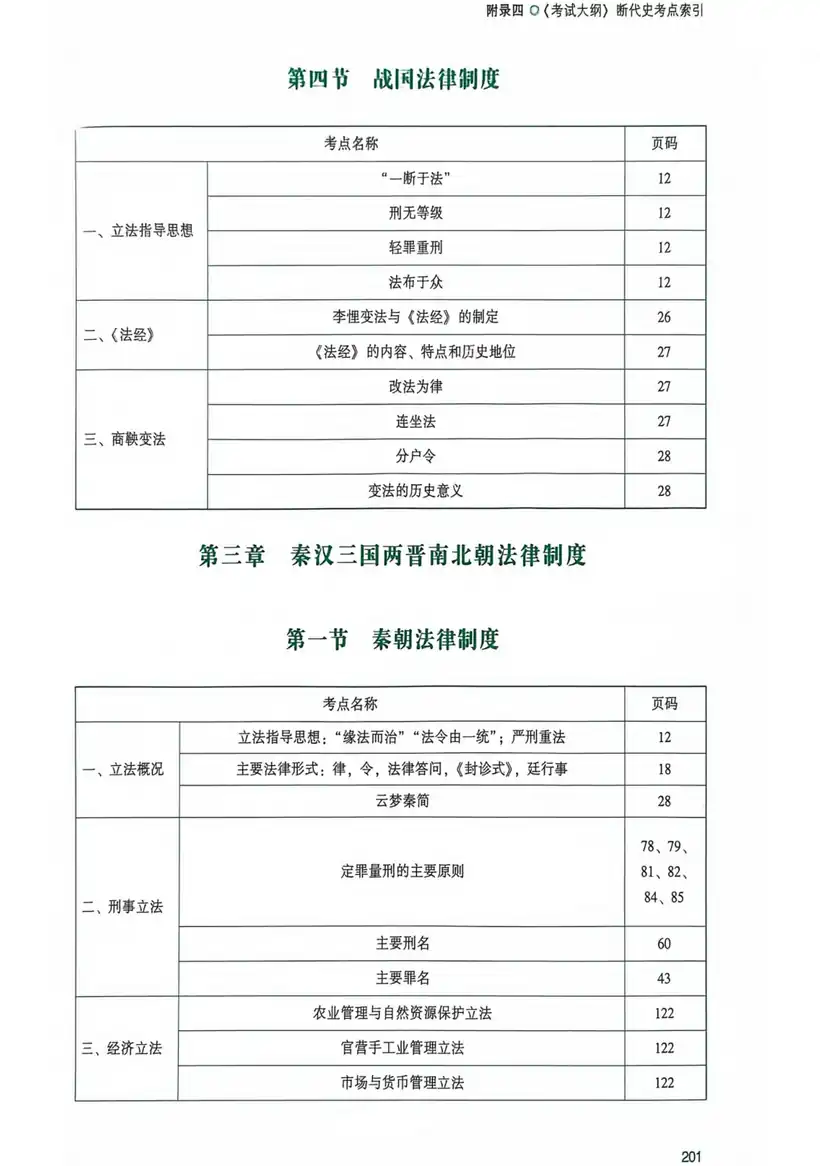 附录四 《考试大纲》断代史考点索引
第四节 战国法律制度
考点名称 页码
一、立法指导思想
“一断于法” 12
刑无等级 12
轻罪重刑 12
法布于众 12
二、《法经》
李悝变法与《法经》的制定 26
《法经》的内容、特点和历史地位 27
三、商鞅变法
改法为律 27
连坐法 27
分户令 28
变法的历史意义 28
第三章 秦汉三国两晋南北朝法律制度
第一节 秦朝法律制度
考点名称 页码
一、立法概况
立法指导思想：“缘法而治”“法令由一统”；严刑重法 12
主要法律形式：律，令，法律答问，《封诊式》，廷行事 18
云梦秦简 28
二、刑事立法
定罪量刑的主要原则
78、79、
81、82、
84、85
主要刑名 60
主要罪名 43
三、经济立法
农业管理与自然资源保护立法 122
官营手工业管理立法 122
市场与货币管理立法 122
201